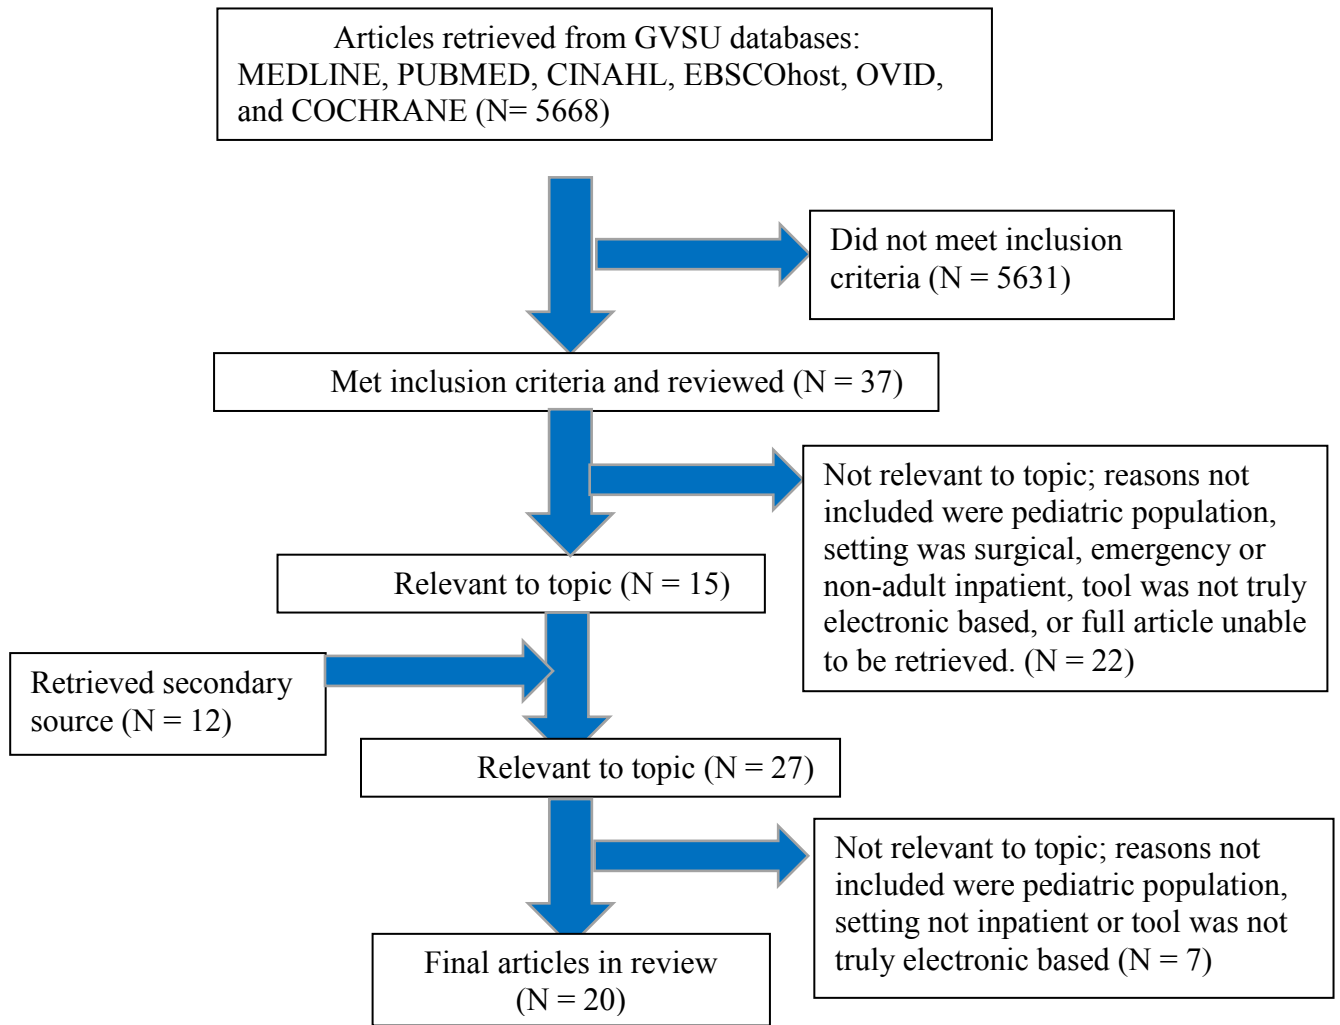 Articles retrieved from GVSU databases:
MEDLINE, PUBMED, CINAHL, EBSCOhost, OVID,
and COCHRANE (N= 5668)
Did not meet inclusion
criteria (N = 5631)
Met inclusion criteria and reviewed (N = 37)
Not relevant to topic; reasons not
included were pediatric population,
setting was surgical, emergency or
non-adult inpatient, tool was not truly
electronic based, or full article unable
to be retrieved. (N = 22)
Relevant to topic (N = 15)
Retrieved secondary
source (N = 12)
Relevant to topic (N = 27)
Not relevant to topic; reasons not
included were pediatric population,
setting not inpatient or tool was not
truly electronic based (N = 7)
Final articles in review
(N = 20)